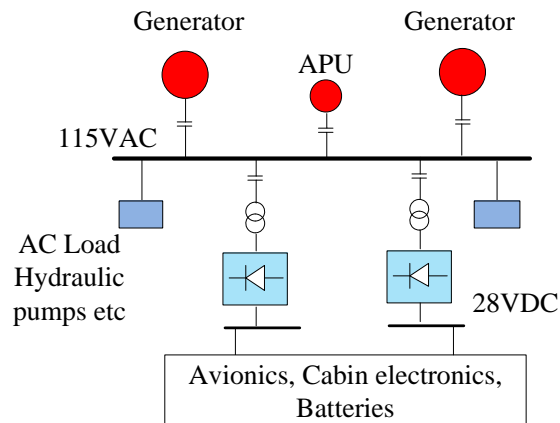 Generator
Generator
APU
115VAC
AC Load
Hydraulic
pumps etc
28VDC
Avionics, Cabin electronics,
Batteries